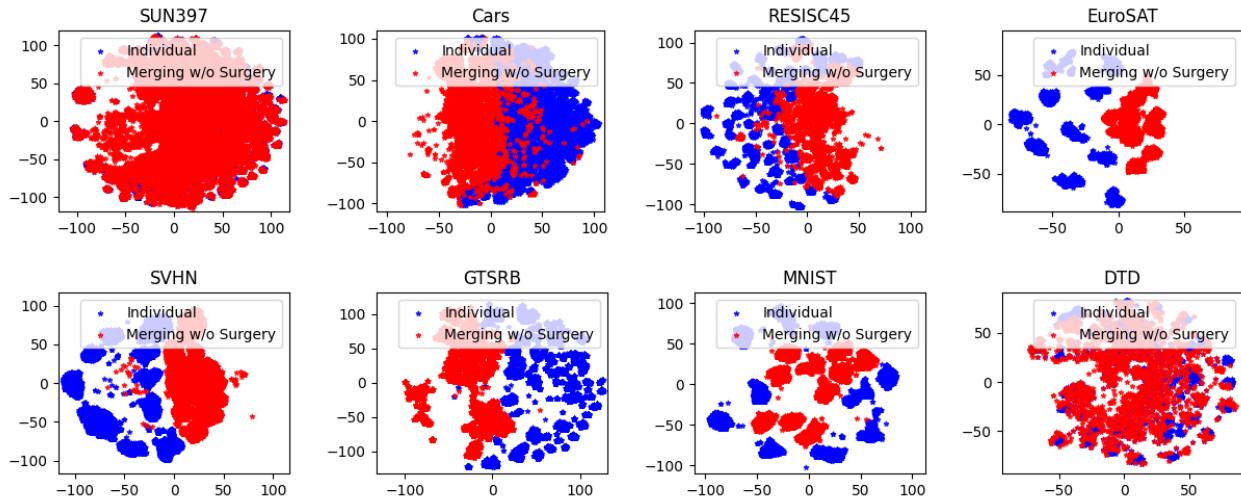 SUN397 Cars RESISC45 EuroSAT
Individual Individual Individual Individual
Merging w/o Surgery Merging w/o Surgery Merging w/o Surgery Merging w/o Surgery
100 100 100
50 50 50 50
0 0 0 0
−50 −50 −50 −50
−100 −100 −100
−100 −50 0 50 100 −100 −50 0 50 100 −100 −50 0 50 100 −50 0 50
SVHN GTSRB MNIST DTD
Individual Individual Individual Individual
Merging w/o Surgery Merging w/o Surgery Merging w/o Surgery Merging w/o Surgery
100 100 100
50 50 50 50
0 0 0 0
−50 −50 −50 −50
−100 −100 −100
−100 −50 0 50 100 −100 −50 0 50 100 −100 −50 0 50 100 −50 0 50